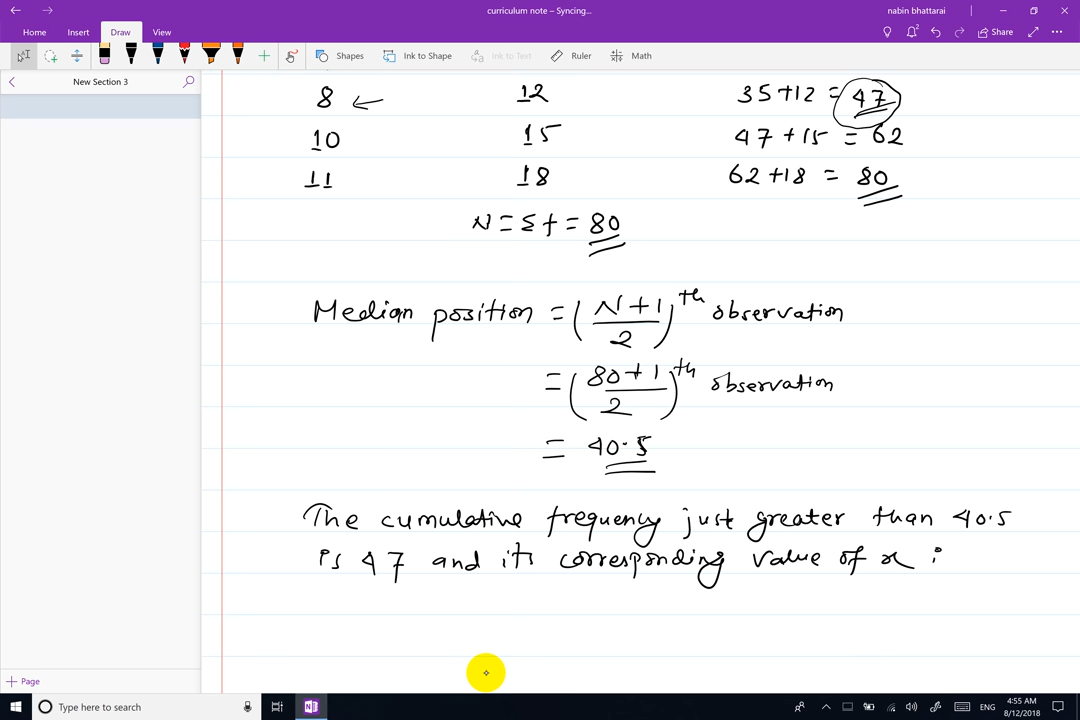 curriculum note – Syncing...
nabin bhattarai
Home Insert Draw View
Share
Shapes Ink to Shape Ink to Text Ruler Math
New Section 3
8 ← 12 35+12 = 47
10 15 47+15 = 62
11 18 62+18 = 80
N = Σf = 80
Median position = (N+1/2)th observation
= (80+1/2)th observation
= 40.5
The cumulative frequency just greater than 40.5
is 47 and its corresponding value of x i
+ Page
Type here to search
ENG
4:55 AM
8/12/2018